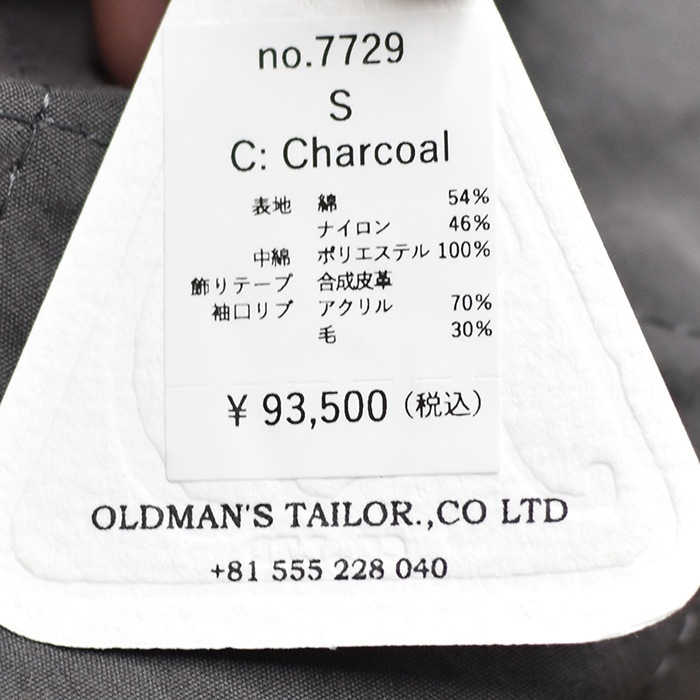 no.7729
S
C: Charcoal
表地 綿 54%
ナイロン 46%
中綿 ポリエステル 100%
飾りテープ 合成皮革
袖口リブ アクリル 70%
毛 30%
¥ 93,500 (税込)
OLDMAN'S TAILOR.,CO LTD
+81 555 228 040